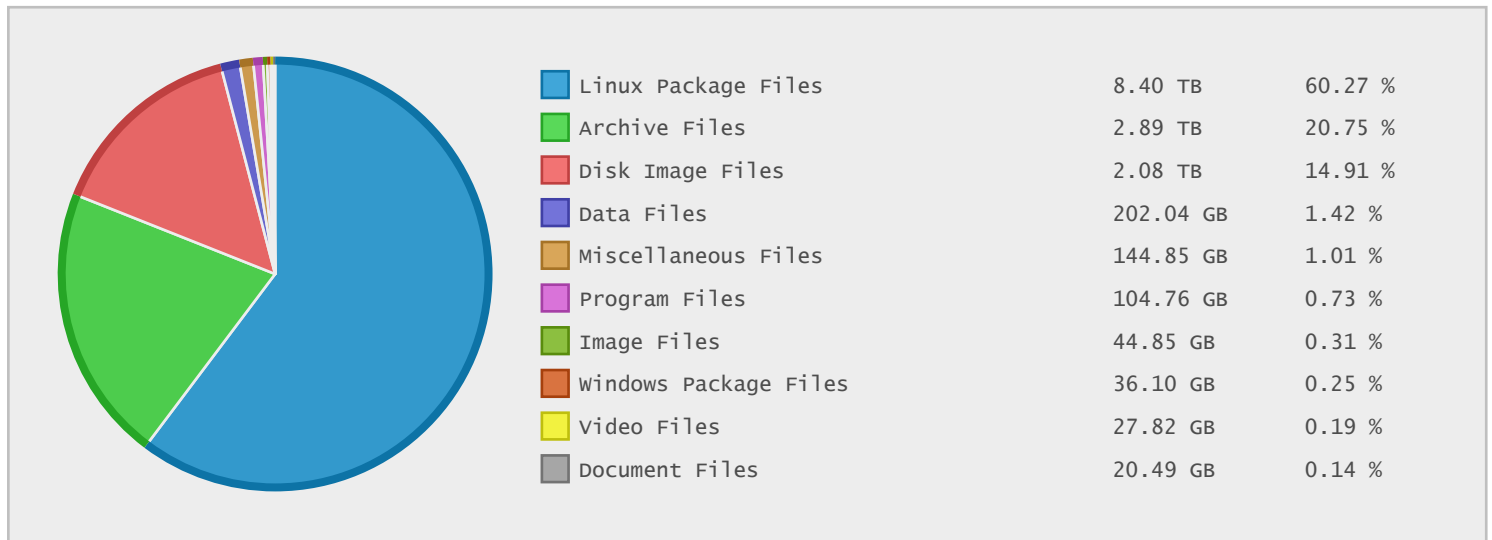 Linux Package Files 8.40 TB 60.27 %
Archive Files 2.89 TB 20.75 %
Disk Image Files 2.08 TB 14.91 %
Data Files 202.04 GB 1.42 %
Miscellaneous Files 144.85 GB 1.01 %
Program Files 104.76 GB 0.73 %
Image Files 44.85 GB 0.31 %
Windows Package Files 36.10 GB 0.25 %
Video Files 27.82 GB 0.19 %
Document Files 20.49 GB 0.14 %